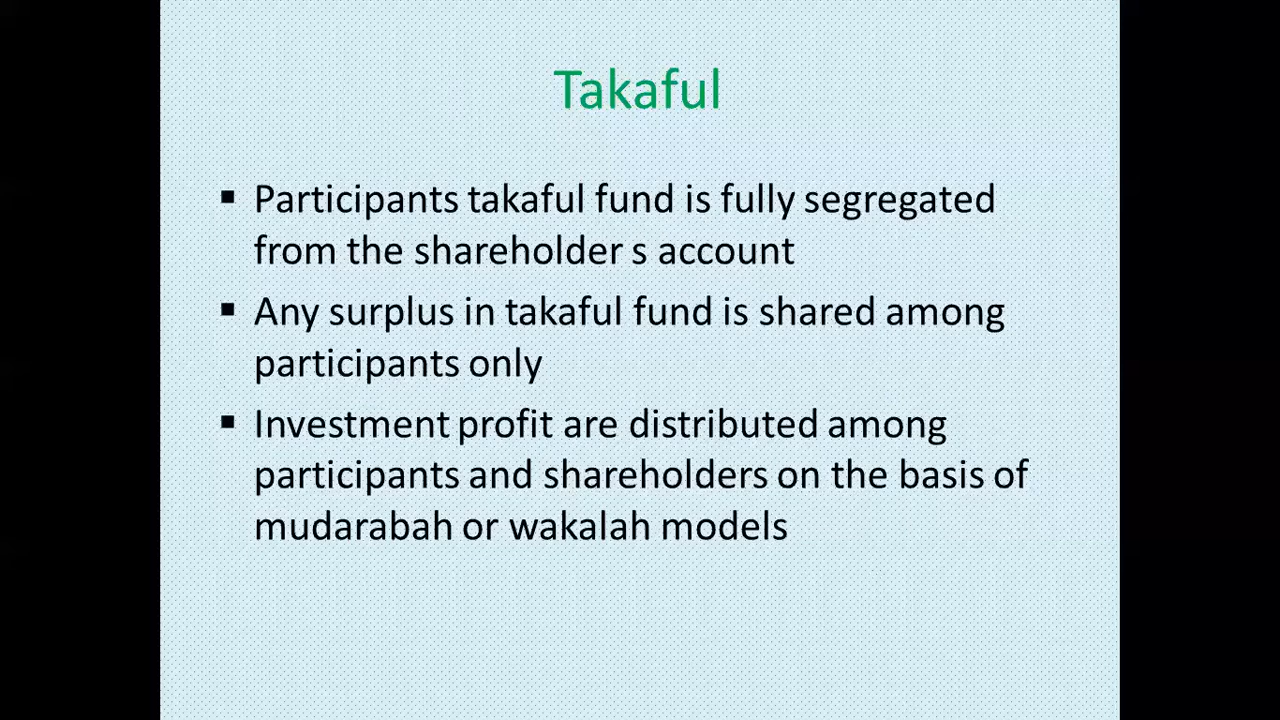 Takaful
▪ Participants takaful fund is fully segregated
from the shareholder s account
▪ Any surplus in takaful fund is shared among
participants only
▪ Investment profit are distributed among
participants and shareholders on the basis of
mudarabah or wakalah models